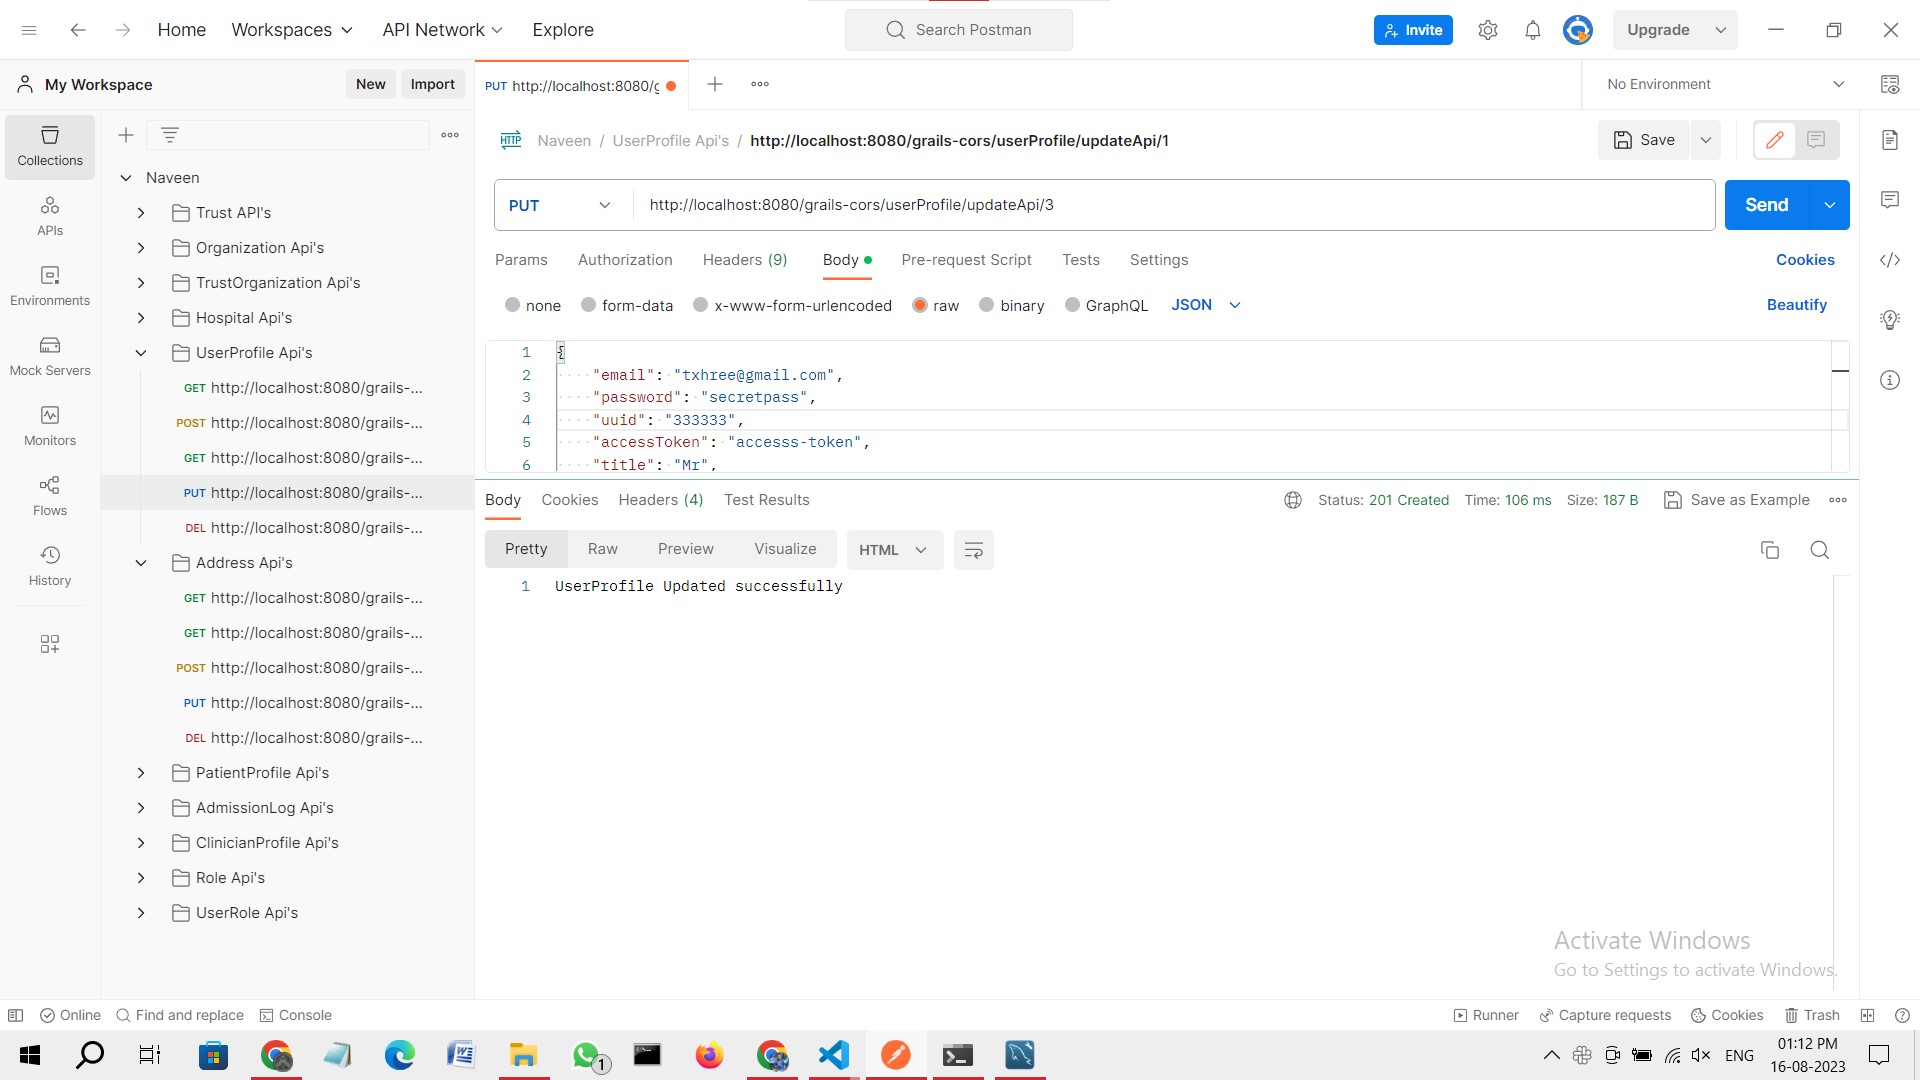 Home Workspaces API Network Explore Search Postman Invite Upgrade
My Workspace New Import PUT http://localhost:8080/g No Environment
Naveen / UserProfile Api's / http://localhost:8080/grails-cors/userProfile/updateApi/1 Save
PUT http://localhost:8080/grails-cors/userProfile/updateApi/3 Send
Params Authorization Headers (9) Body Pre-request Script Tests Settings Cookies
none form-data x-www-form-urlencoded raw binary GraphQL JSON Beautify
1 {
2 "email": "txhree@gmail.com",
3 "password": "secretpass",
4 "uuid": "333333",
5 "accessToken": "accesss-token",
6 "title": "Mr",
Body Cookies Headers (4) Test Results Status: 201 Created Time: 106 ms Size: 187 B Save as Example
Pretty Raw Preview Visualize HTML
1 UserProfile Updated successfully
Collections
APIs
Environments
Mock Servers
Monitors
Flows
History
Naveen
Trust API's
Organization Api's
TrustOrganization Api's
Hospital Api's
UserProfile Api's
GET http://localhost:8080/grails-...
POST http://localhost:8080/grails-...
GET http://localhost:8080/grails-...
PUT http://localhost:8080/grails-...
DEL http://localhost:8080/grails-...
Address Api's
GET http://localhost:8080/grails-...
GET http://localhost:8080/grails-...
POST http://localhost:8080/grails-...
PUT http://localhost:8080/grails-...
DEL http://localhost:8080/grails-...
PatientProfile Api's
AdmissionLog Api's
ClinicianProfile Api's
Role Api's
UserRole Api's
Activate Windows
Go to Settings to activate Windows.
Online Find and replace Console Runner Capture requests Cookies Trash
1 ENG 01:12 PM
16-08-2023